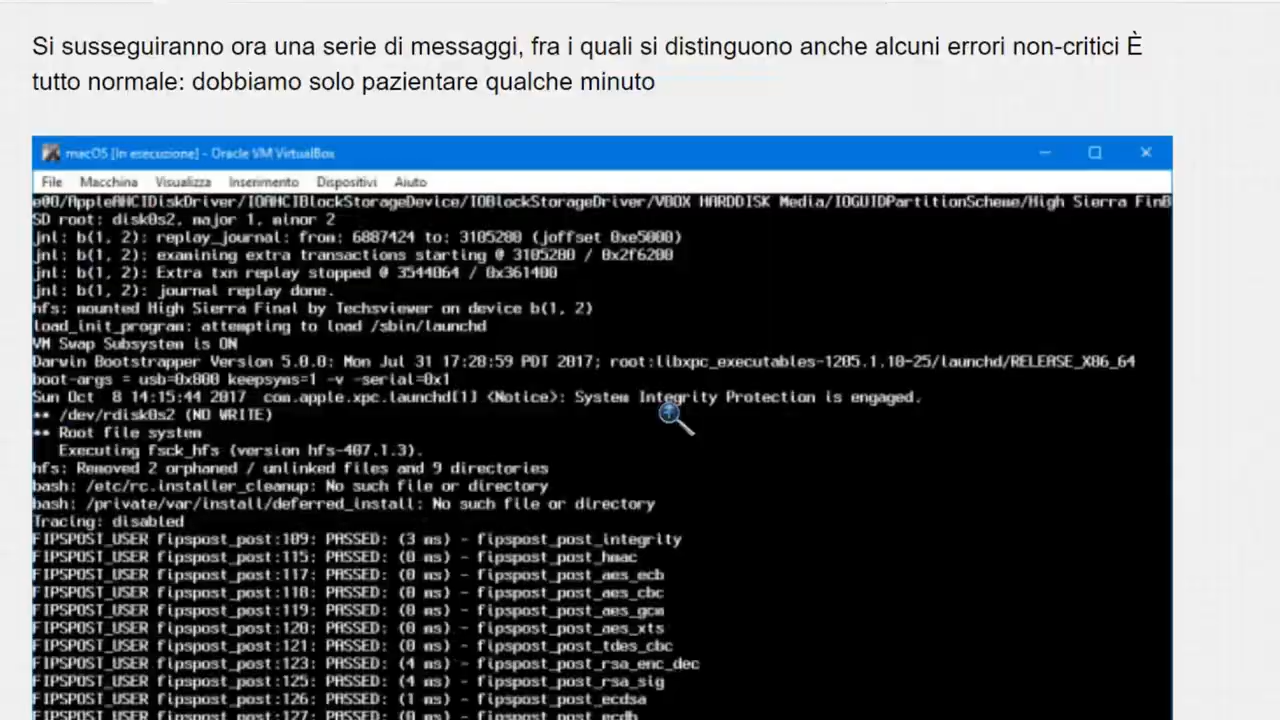 Si susseguiranno ora una serie di messaggi, fra i quali si distinguono anche alcuni errori non-critici È
tutto normale: dobbiamo solo pazientare qualche minuto
macOS [In esecuzione] - Oracle VM VirtualBox
File Macchina Visualizza Inserimento Dispositivi Aiuto
e00/AppleAHCIDiskDriver/IOAHCIBlockStorageDevice/IOBlockStorageDriver/VBOX HARDDISK Media/IOGUIDPartitionScheme/High Sierra Fin
SD root: disk0s2, major 1, minor 2
jnl: b(1, 2): replay_journal: from: 6887424 to: 3105280 (joffset 0xe5000)
jnl: b(1, 2): examining extra transactions starting @ 3105280 / 0x2f6200
jnl: b(1, 2): Extra txn replay stopped @ 3544064 / 0x361400
jnl: b(1, 2): journal replay done.
hfs: mounted High Sierra Final by Techsviewer on device b(1, 2)
load_init_program: attempting to load /sbin/launchd
VM Swap Subsystem is ON
Darwin Bootstrapper Version 5.0.0: Mon Jul 31 17:28:59 PDT 2017; root:libxpc_executables-1205.1.10~25/launchd/RELEASE_X86_64
boot-args = usb=0x800 keepsyms=1 -v -serial=0x1
Sun Oct 8 14:15:44 2017 com.apple.xpc.launchd[1] <Notice>: System Integrity Protection is engaged.
** /dev/rdisk0s2 (NO WRITE)
** Root file system
Executing fsck_hfs (version hfs-407.1.3).
hfs: Removed 2 orphaned / unlinked files and 9 directories
bash: /etc/rc.installer_cleanup: No such file or directory
bash: /private/var/install/deferred_install: No such file or directory
Tracing: disabled
FIPSPOST_USER fipspost_post:109: PASSED: (3 ms) - fipspost_post_integrity
FIPSPOST_USER fipspost_post:115: PASSED: (0 ms) - fipspost_post_hmac
FIPSPOST_USER fipspost_post:117: PASSED: (0 ms) - fipspost_post_aes_ecb
FIPSPOST_USER fipspost_post:118: PASSED: (0 ms) - fipspost_post_aes_cbc
FIPSPOST_USER fipspost_post:119: PASSED: (0 ms) - fipspost_post_aes_gcm
FIPSPOST_USER fipspost_post:120: PASSED: (0 ms) - fipspost_post_aes_xts
FIPSPOST_USER fipspost_post:121: PASSED: (0 ms) - fipspost_post_tdes_cbc
FIPSPOST_USER fipspost_post:123: PASSED: (4 ms) - fipspost_post_rsa_enc_dec
FIPSPOST_USER fipspost_post:125: PASSED: (4 ms) - fipspost_post_rsa_sig
FIPSPOST_USER fipspost_post:126: PASSED: (1 ms) - fipspost_post_ecdsa
FIPSPOST_USER fipspost_post:127: PASSED: (0 ms) - fipspost_post_ecdh